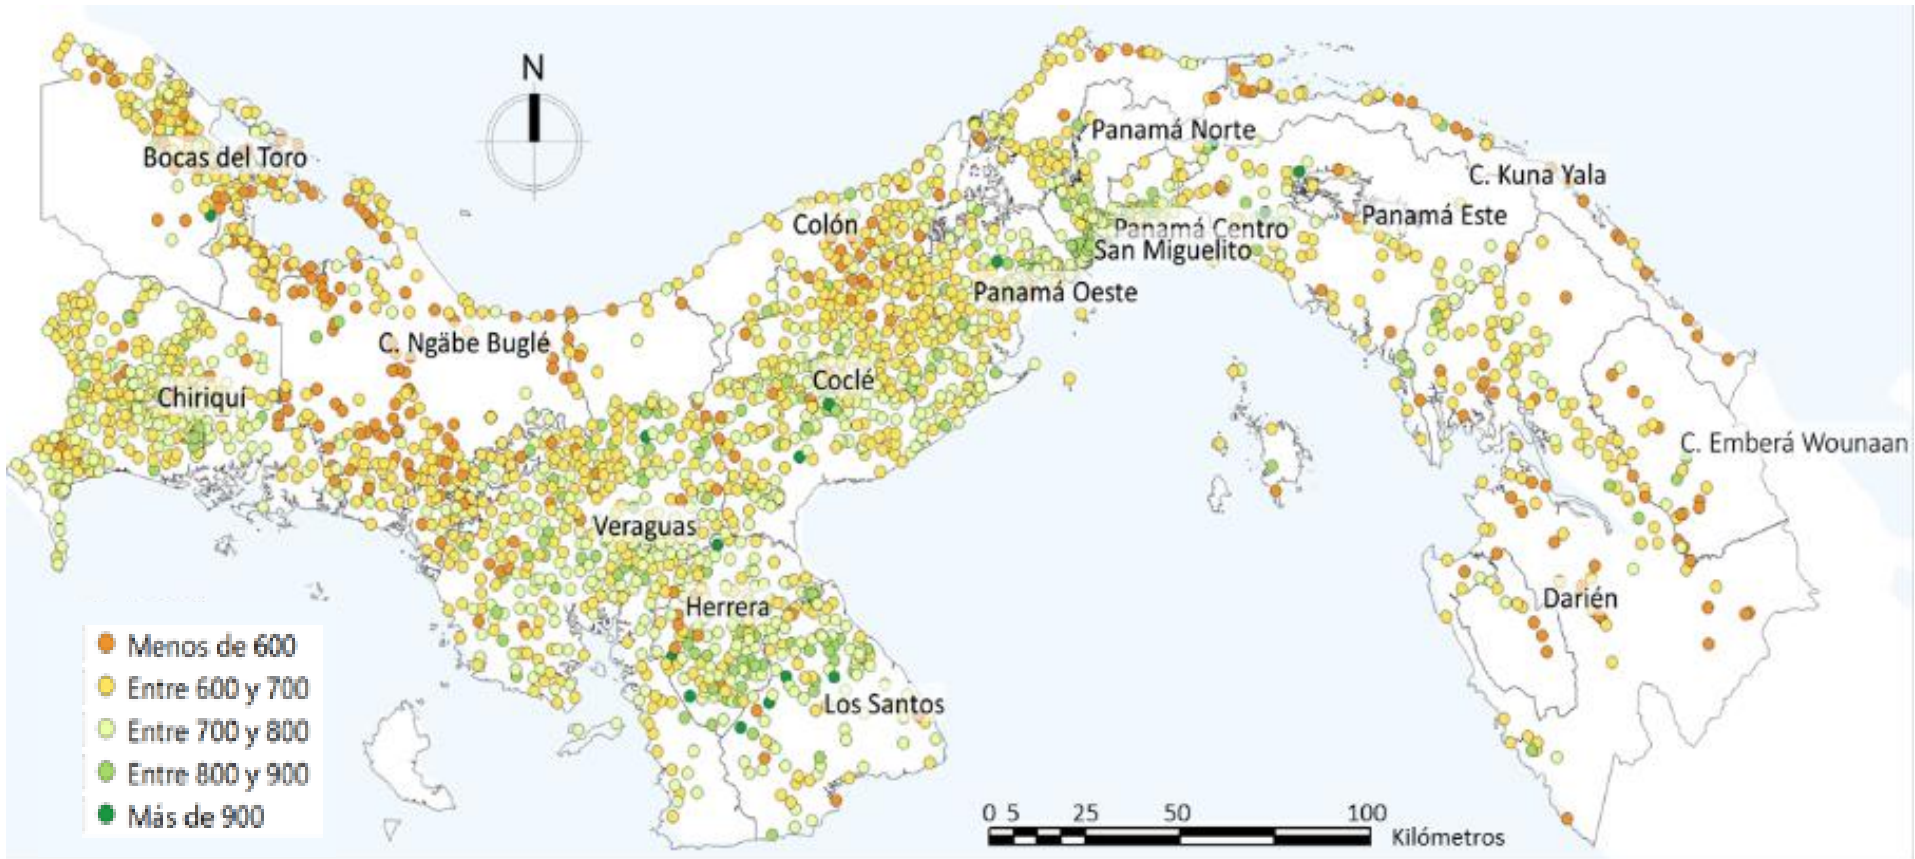 N
Panamá Norte
Bocas del Toro
C. Kuna Yala
Colón
Panamá Este
Panamá Centro
San Miguelito
Panamá Oeste
C. Ngäbe Buglé
Coclé
Chiriquí
C. Emberá Wounaan
Veraguas
Herrera
Darién
Los Santos
Menos de 600
Entre 600 y 700
Entre 700 y 800
Entre 800 y 900
Más de 900
0 5 25 50 100
Kilómetros